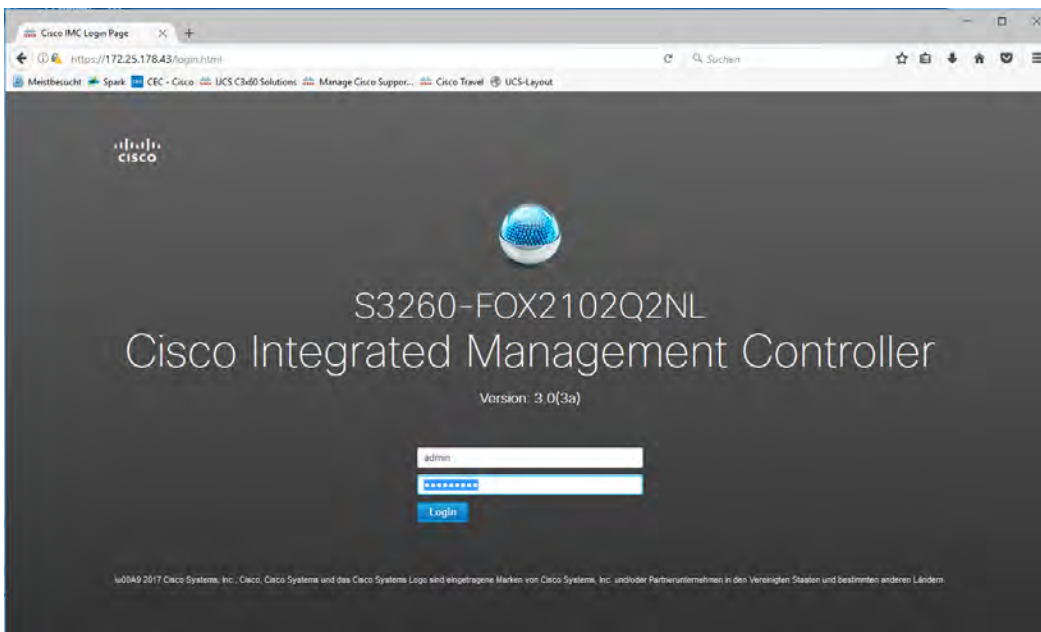 Cisco IMC Login Page
https://172.25.178.43/login.html
Suchen
Meistbesucht Spark CEC - Cisco UCS C3x60 Solutions Manage Cisco Suppor... Cisco Travel UCS-Layout
CISCO
S3260-FOX2102Q2NL
Cisco Integrated Management Controller
Version: 3.0(3a)
admin
Login
\u00A9 2017 Cisco Systems, Inc., Cisco, Cisco Systems und das Cisco Systems Logo sind eingetragene Marken von Cisco Systems, Inc. und/oder Partnerunternehmen in den Vereinigten Staaten und bestimmten anderen Ländern.